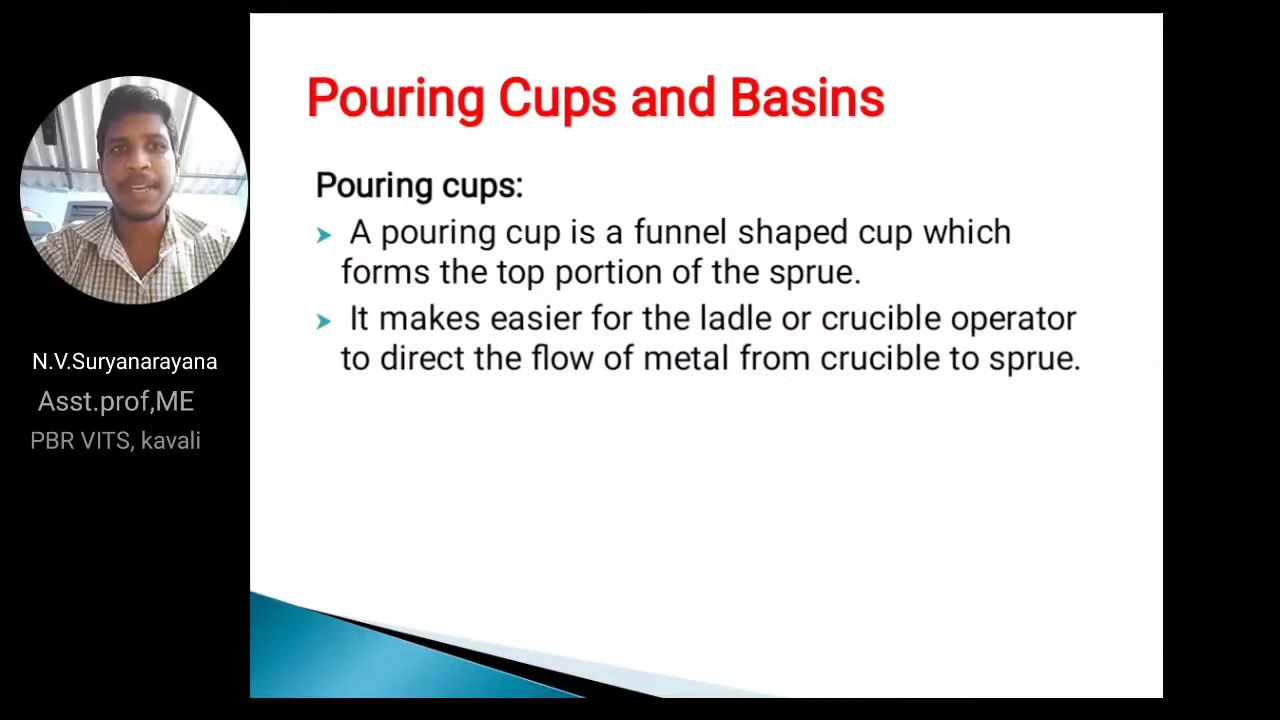 Pouring Cups and Basins
Pouring cups:
A pouring cup is a funnel shaped cup which
forms the top portion of the sprue.
It makes easier for the ladle or crucible operator
to direct the flow of metal from crucible to sprue.
N.V.Suryanarayana
Asst.prof,ME
PBR VITS, kavali